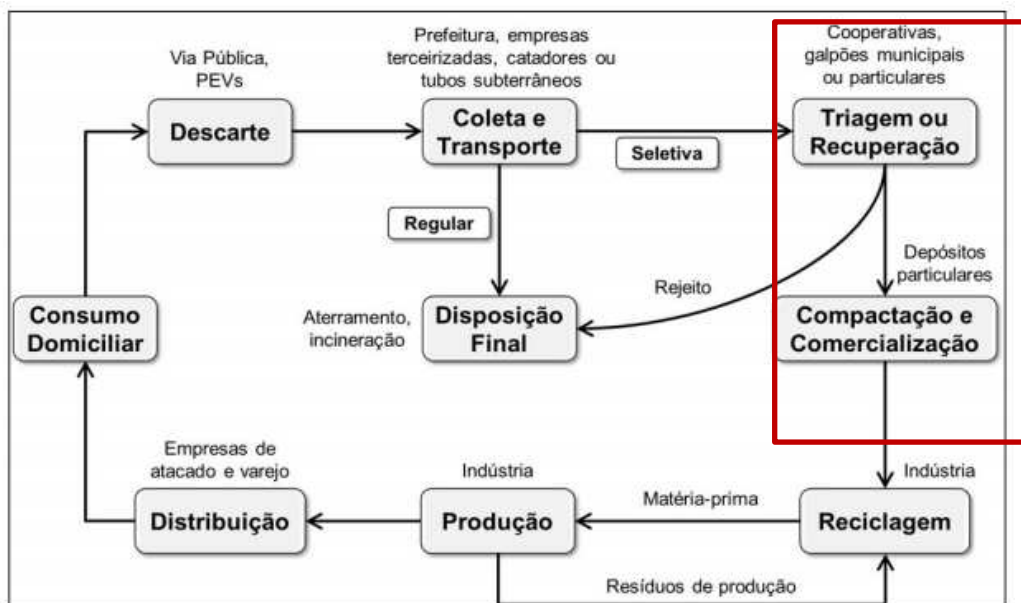 Via Pública,
PEVs
Descarte
Prefeitura, empresas
terceirizadas, catadores ou
tubos subterrâneos
Coleta e
Transporte
Seletiva
Cooperativas,
galpões municipais
ou particulares
Triagem ou
Recuperação
Regular
Depósitos
particulares
Rejeito
Consumo
Domiciliar
Aterramento,
incineração
Disposição
Final
Compactação e
Comercialização
Empresas de
atacado e varejo
Distribuição
Indústria
Produção
Matéria-prima
Indústria
Reciclagem
Resíduos de produção